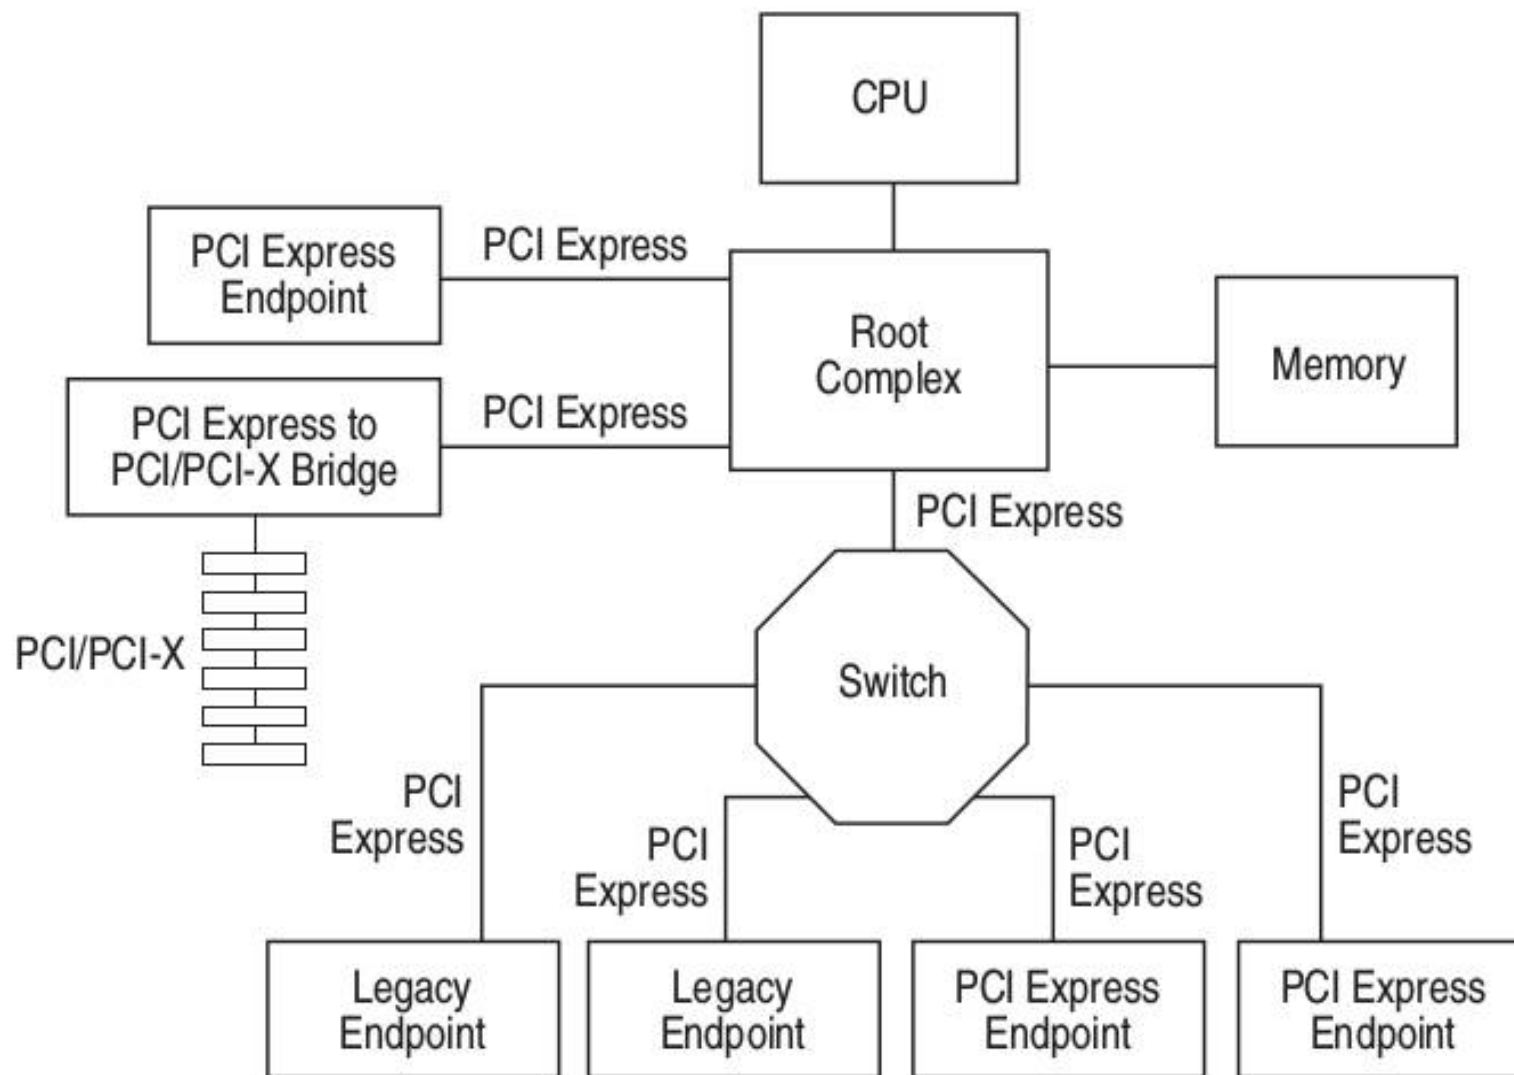 CPU
PCI Express
Endpoint
PCI Express
Root
Complex
Memory
PCI Express to
PCI/PCI-X Bridge
PCI Express
PCI Express
PCI/PCI-X
Switch
PCI
Express
PCI
Express
PCI
Express
PCI
Express
Legacy
Endpoint
Legacy
Endpoint
PCI Express
Endpoint
PCI Express
Endpoint